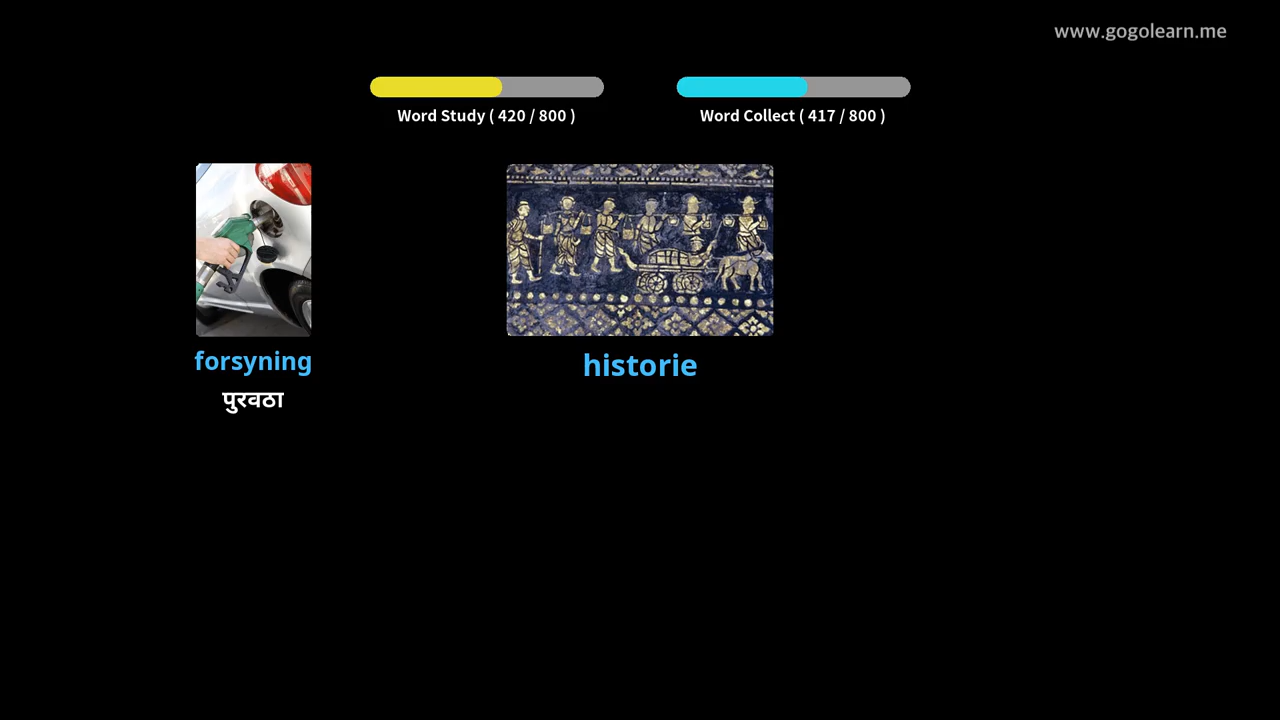 www.gogolearn.me
Word Study ( 420 / 800 )
Word Collect ( 417 / 800 )
forsyning
पुरवठा
historie